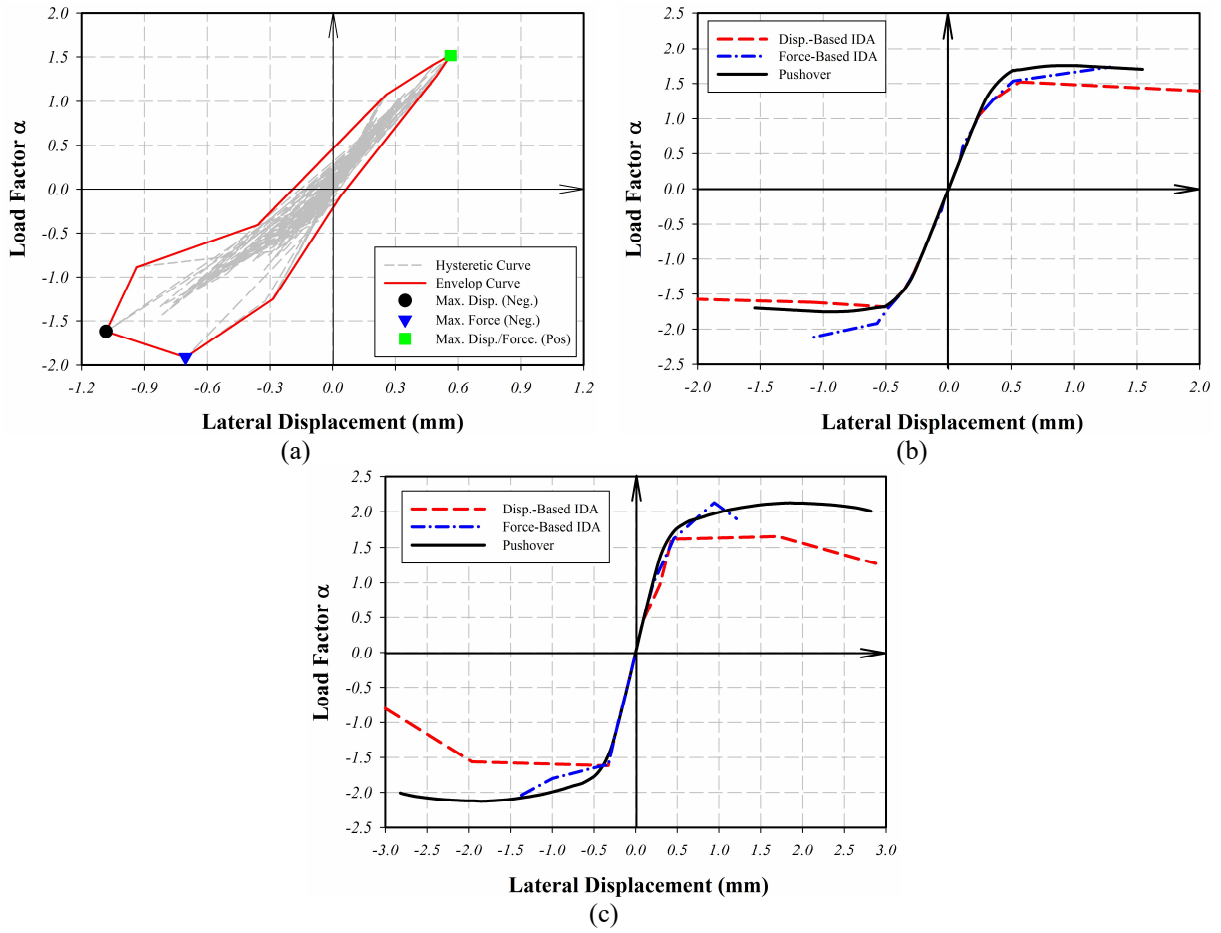 2.0
1.5
1.0
0.5
0.0
-0.5
-1.0
-1.5
-2.0
Load Factor α
-1.2 -0.9 -0.6 -0.3 0.0 0.3 0.6 0.9 1.2
Lateral Displacement (mm)
Hysteretic Curve
Envelop Curve
Max. Disp. (Neg.)
Max. Force (Neg.)
Max. Disp./Force. (Pos)
(a)
2.5
2.0
1.5
1.0
0.5
0.0
-0.5
-1.0
-1.5
-2.0
-2.5
Load Factor α
-2.0 -1.5 -1.0 -0.5 0.0 0.5 1.0 1.5 2.0
Lateral Displacement (mm)
Disp.-Based IDA
Force-Based IDA
Pushover
(b)
2.5
2.0
1.5
1.0
0.5
0.0
-0.5
-1.0
-1.5
-2.0
-2.5
Load Factor α
-3.0 -2.5 -2.0 -1.5 -1.0 -0.5 0.0 0.5 1.0 1.5 2.0 2.5 3.0
Lateral Displacement (mm)
Disp.-Based IDA
Force-Based IDA
Pushover
(c)